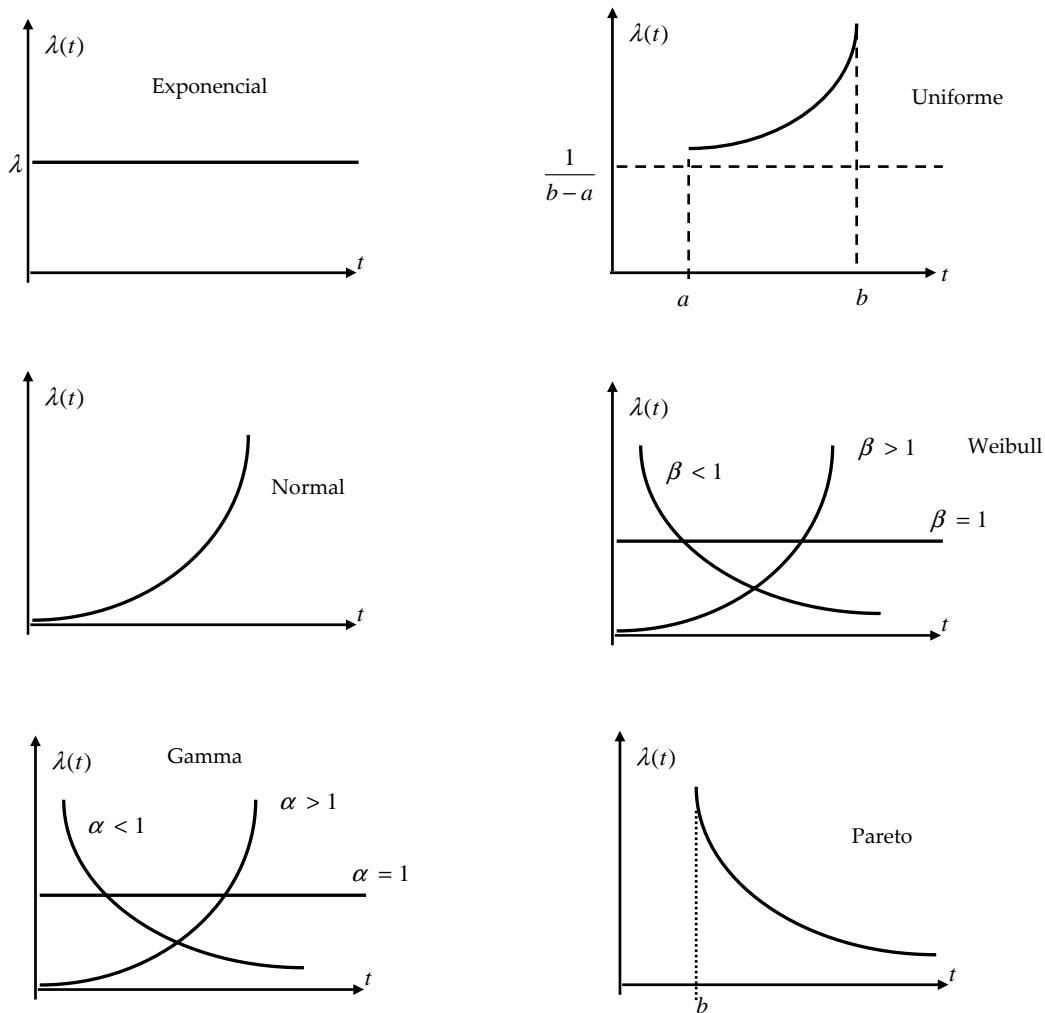 λ(t)
Exponencial
λ
t
λ(t)
Uniforme
1
b − a
t
a
b
λ(t)
Normal
t
λ(t)
β > 1
Weibull
β < 1
β = 1
t
λ(t)
Gamma
α > 1
α < 1
α = 1
t
λ(t)
Pareto
t
b